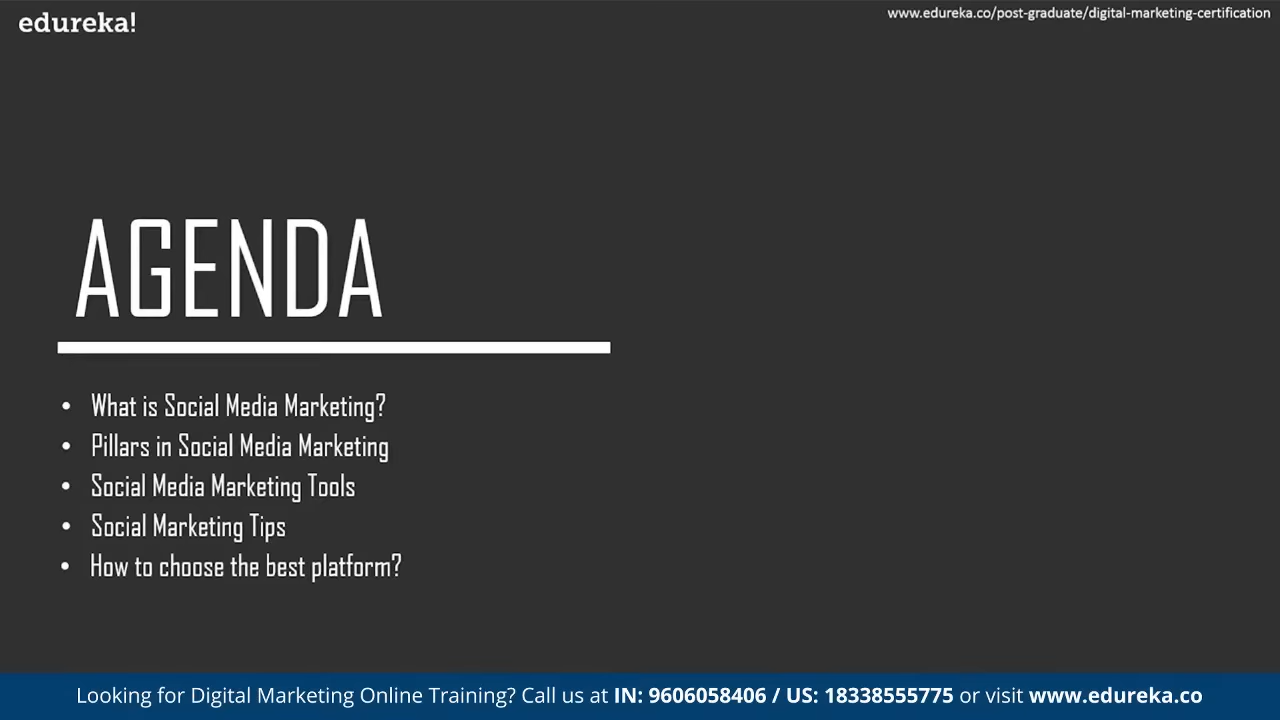 edureka!
www.edureka.co/post-graduate/digital-marketing-certification
AGENDA
• What is Social Media Marketing?
• Pillars in Social Media Marketing
• Social Media Marketing Tools
• Social Marketing Tips
• How to choose the best platform?
Looking for Digital Marketing Online Training? Call us at IN: 9606058406 / US: 18338555775 or visit www.edureka.co